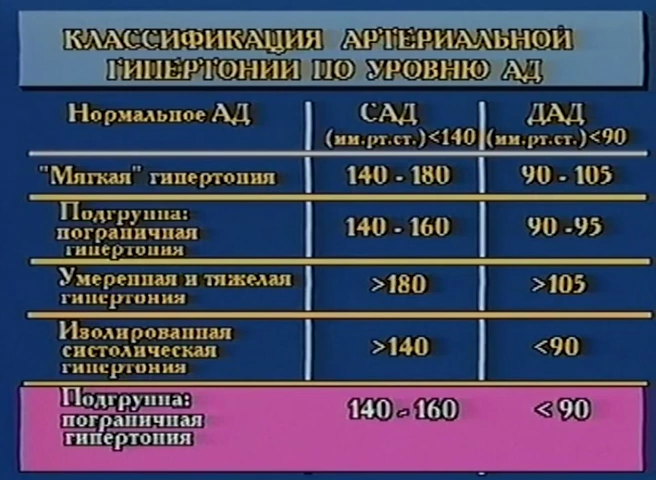 КЛАССИФИКАЦИЯ АРТЕРИАЛЬНОЙ
ГИПЕРТОНИИ ПО УРОВНЮ АД
Нормальное АД САД ДАД
(мм.рт.ст.)<140 (мм.рт.ст.)<90
"Мягкая" гипертония 140 - 180 90 - 105
Подгруппа:
пограничная 140 - 160 90 -95
гипертония
Умеренная и тяжелая >180 >105
гипертония
Изолированная
систолическая >140 <90
гипертония
Подгруппа: 140 - 160 < 90
пограничная
гипертония